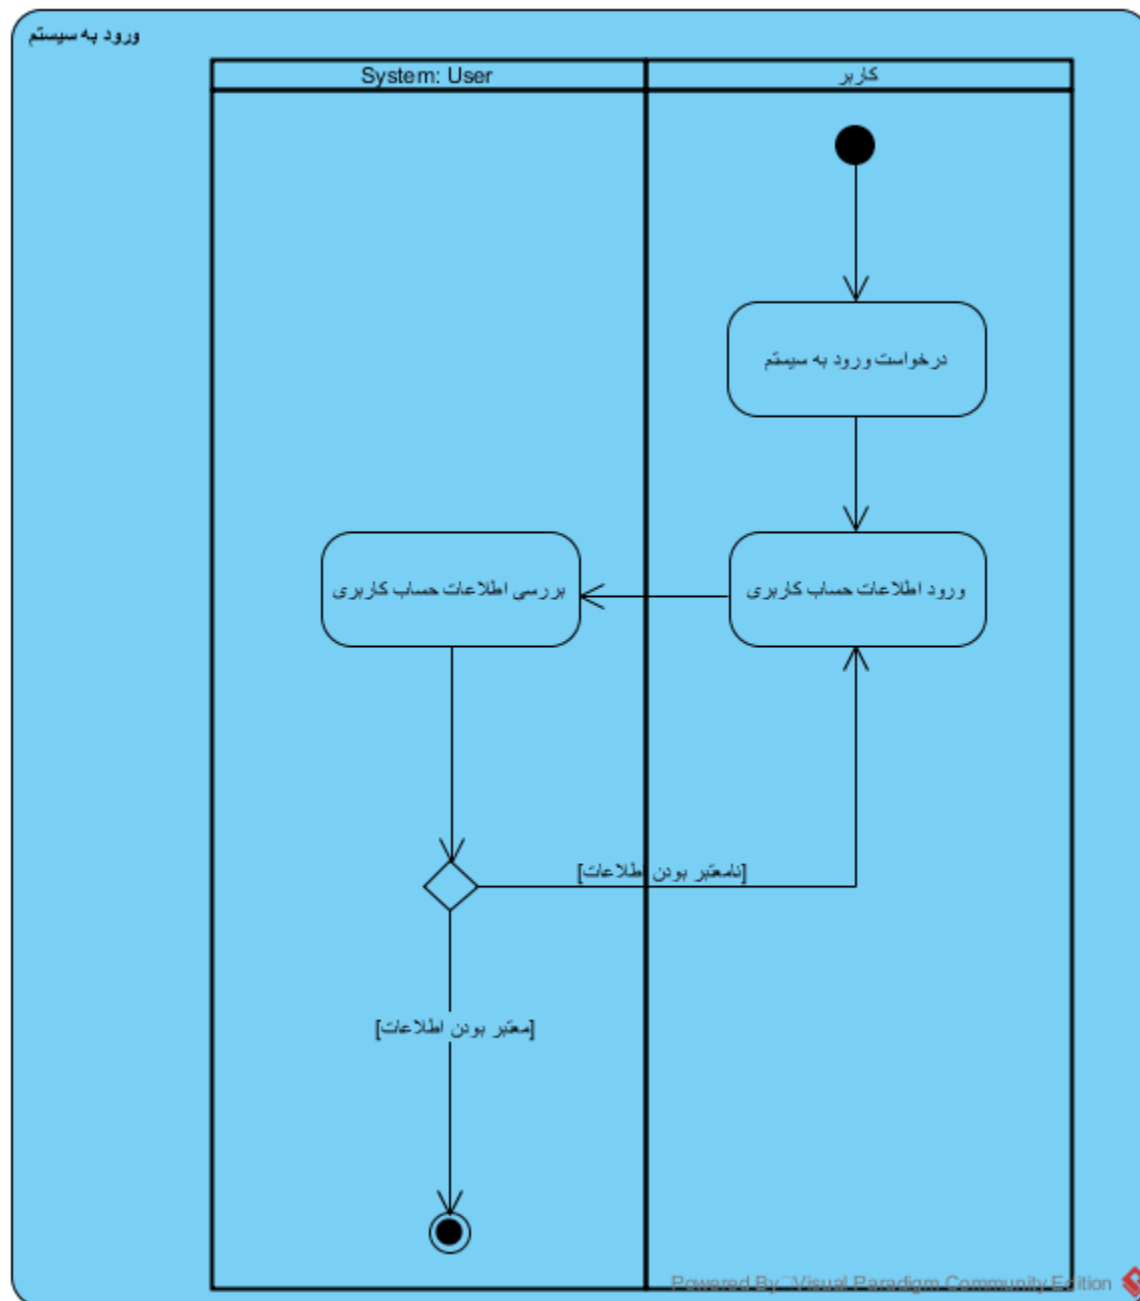 ورود به سیستم
System: User
کاربر
درخواست ورود به سیستم
ورود اطلاعات حساب کاربری
بررسی اطلاعات حساب کاربری
[نامعتبر بودن اطلاعات]
[معتبر بودن اطلاعات]
Powered By Visual Paradigm Community Edition